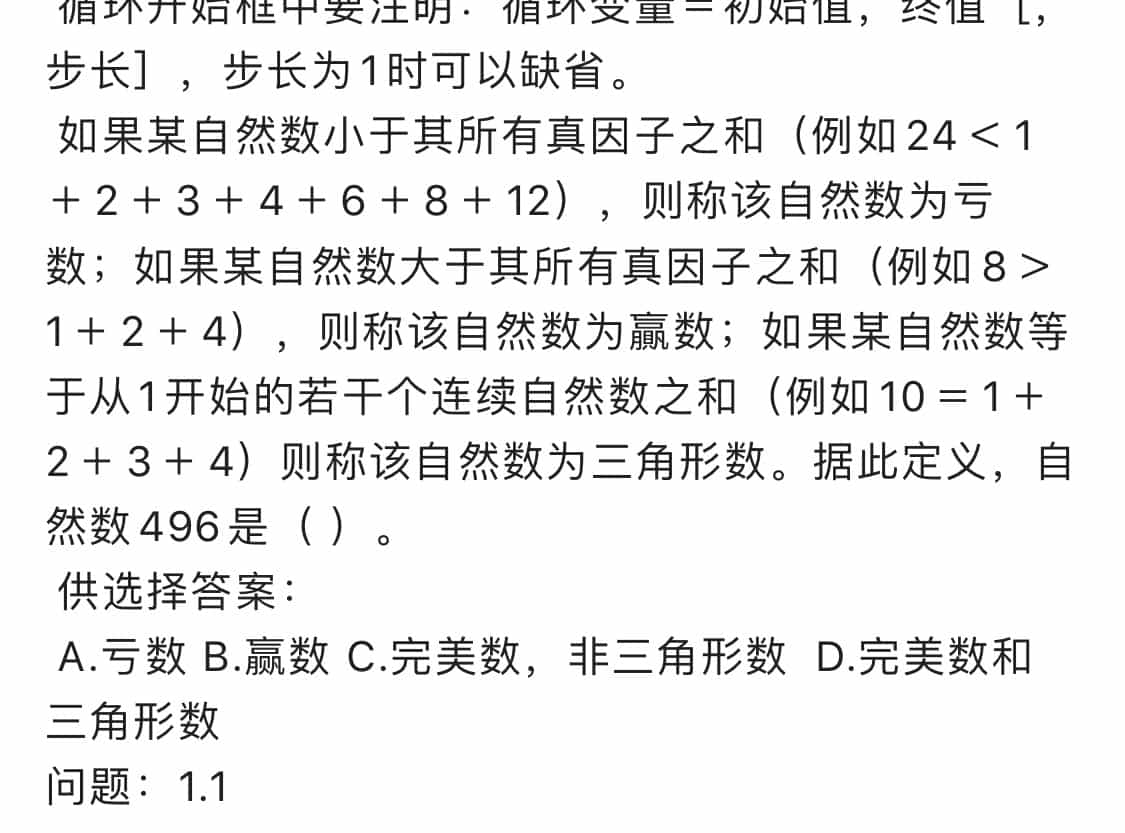 循环开始框中要注明：循环变量＝初始值，终值［，
步长］，步长为1时可以缺省。
如果某自然数小于其所有真因子之和（例如24＜1
＋2＋3＋4＋6＋8＋12），则称该自然数为亏
数；如果某自然数大于其所有真因子之和（例如8＞
1＋2＋4），则称该自然数为赢数；如果某自然数等
于从1开始的若干个连续自然数之和（例如10＝1＋
2＋3＋4）则称该自然数为三角形数。据此定义，自
然数496是（ ）。
供选择答案：
A.亏数 B.赢数 C.完美数，非三角形数 D.完美数和
三角形数
问题：1.1